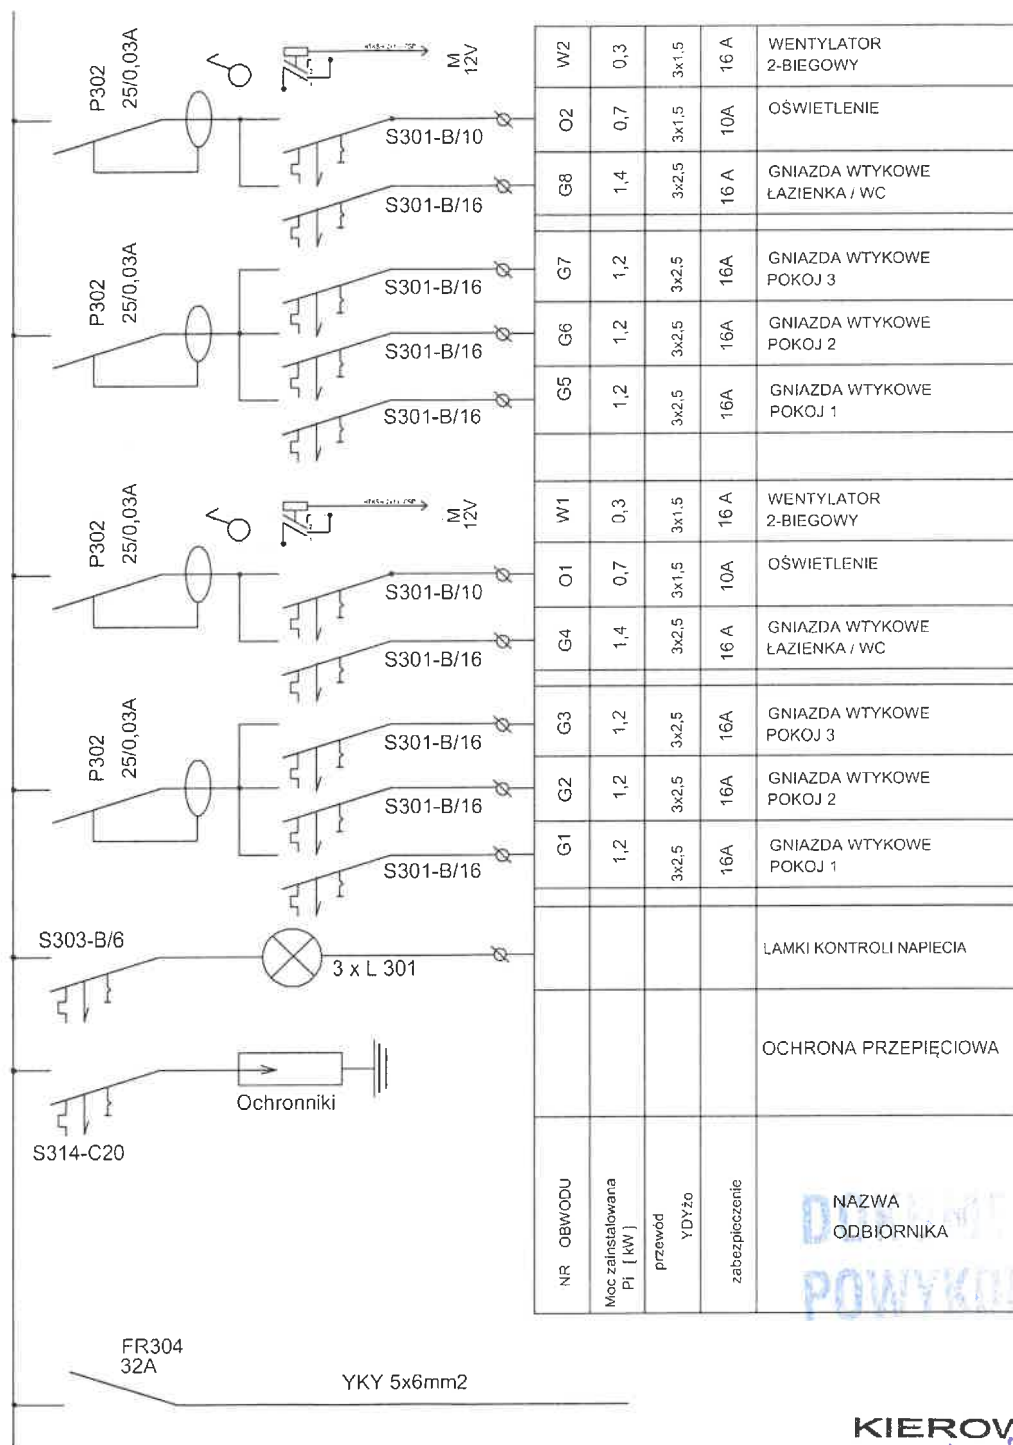 P302
25/0,03A
M
12V
S301-B/10
S301-B/16
P302
25/0,03A
S301-B/16
S301-B/16
S301-B/16
P302
25/0,03A
M
12V
S301-B/10
S301-B/16
P302
25/0,03A
S301-B/16
S301-B/16
S301-B/16
S303-B/6
3 x L 301
Ochronniki
S314-C20
FR304
32A
YKY 5x6mm2
W2 0,3 3x1,5 16 A WENTYLATOR
2-BIEGOWY
O2 0,7 3x1,5 10A OŚWIETLENIE
G8 1,4 3x2,5 16 A GNIAZDA WTYKOWE
ŁAZIENKA / WC
G7 1,2 3x2,5 16A GNIAZDA WTYKOWE
POKOJ 3
G6 1,2 3x2,5 16A GNIAZDA WTYKOWE
POKOJ 2
G5 1,2 3x2,5 16A GNIAZDA WTYKOWE
POKOJ 1
W1 0,3 3x1,5 16 A WENTYLATOR
2-BIEGOWY
O1 0,7 3x1,5 10A OŚWIETLENIE
G4 1,4 3x2,5 16 A GNIAZDA WTYKOWE
ŁAZIENKA / WC
G3 1,2 3x2,5 16A GNIAZDA WTYKOWE
POKOJ 3
G2 1,2 3x2,5 16A GNIAZDA WTYKOWE
POKOJ 2
G1 1,2 3x2,5 16A GNIAZDA WTYKOWE
POKOJ 1
LAMKI KONTROLI NAPIECIA
OCHRONA PRZEPIĘCIOWA
NR OBWODU
Moc zainstalowana
Pi [ kW ]
przewód
YDYżo
zabezpieczenie
NAZWA
ODBIORNIKA
KIEROW